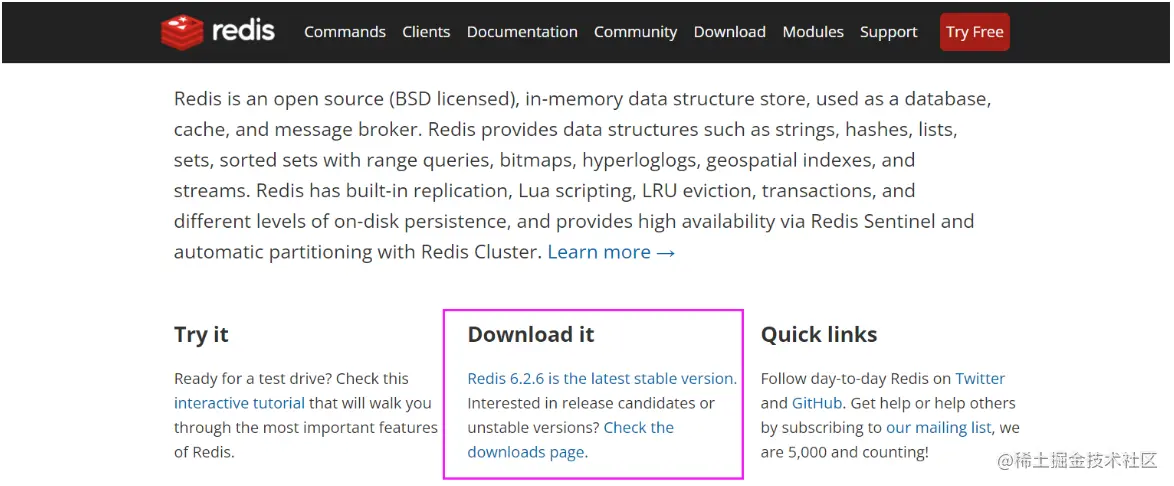 redis Commands Clients Documentation Community Download Modules Support Try Free
Redis is an open source (BSD licensed), in-memory data structure store, used as a database,
cache, and message broker. Redis provides data structures such as strings, hashes, lists,
sets, sorted sets with range queries, bitmaps, hyperloglogs, geospatial indexes, and
streams. Redis has built-in replication, Lua scripting, LRU eviction, transactions, and
different levels of on-disk persistence, and provides high availability via Redis Sentinel and
automatic partitioning with Redis Cluster. Learn more →
Try it
Ready for a test drive? Check this
interactive tutorial that will walk you
through the most important features
of Redis.
Download it
Redis 6.2.6 is the latest stable version.
Interested in release candidates or
unstable versions? Check the
downloads page.
Quick links
Follow day-to-day Redis on Twitter
and GitHub. Get help or help others
by subscribing to our mailing list, we
are 5,000 and counting!
@稀土掘金技术社区